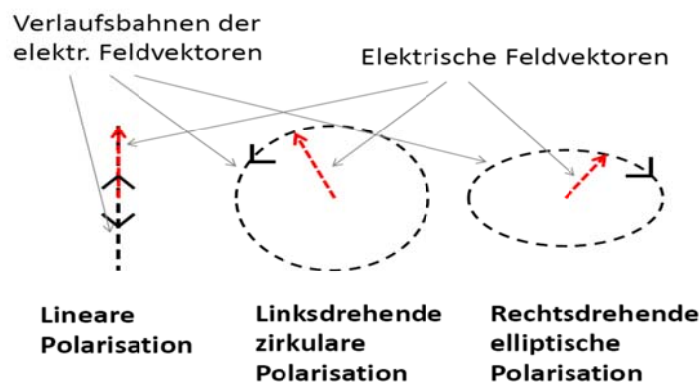 Verlaufsbahnen der
elektr. Feldvektoren
Elektrische Feldvektoren
Lineare
Polarisation
Linksdrehende
zirkulare
Polarisation
Rechtsdrehende
elliptische
Polarisation